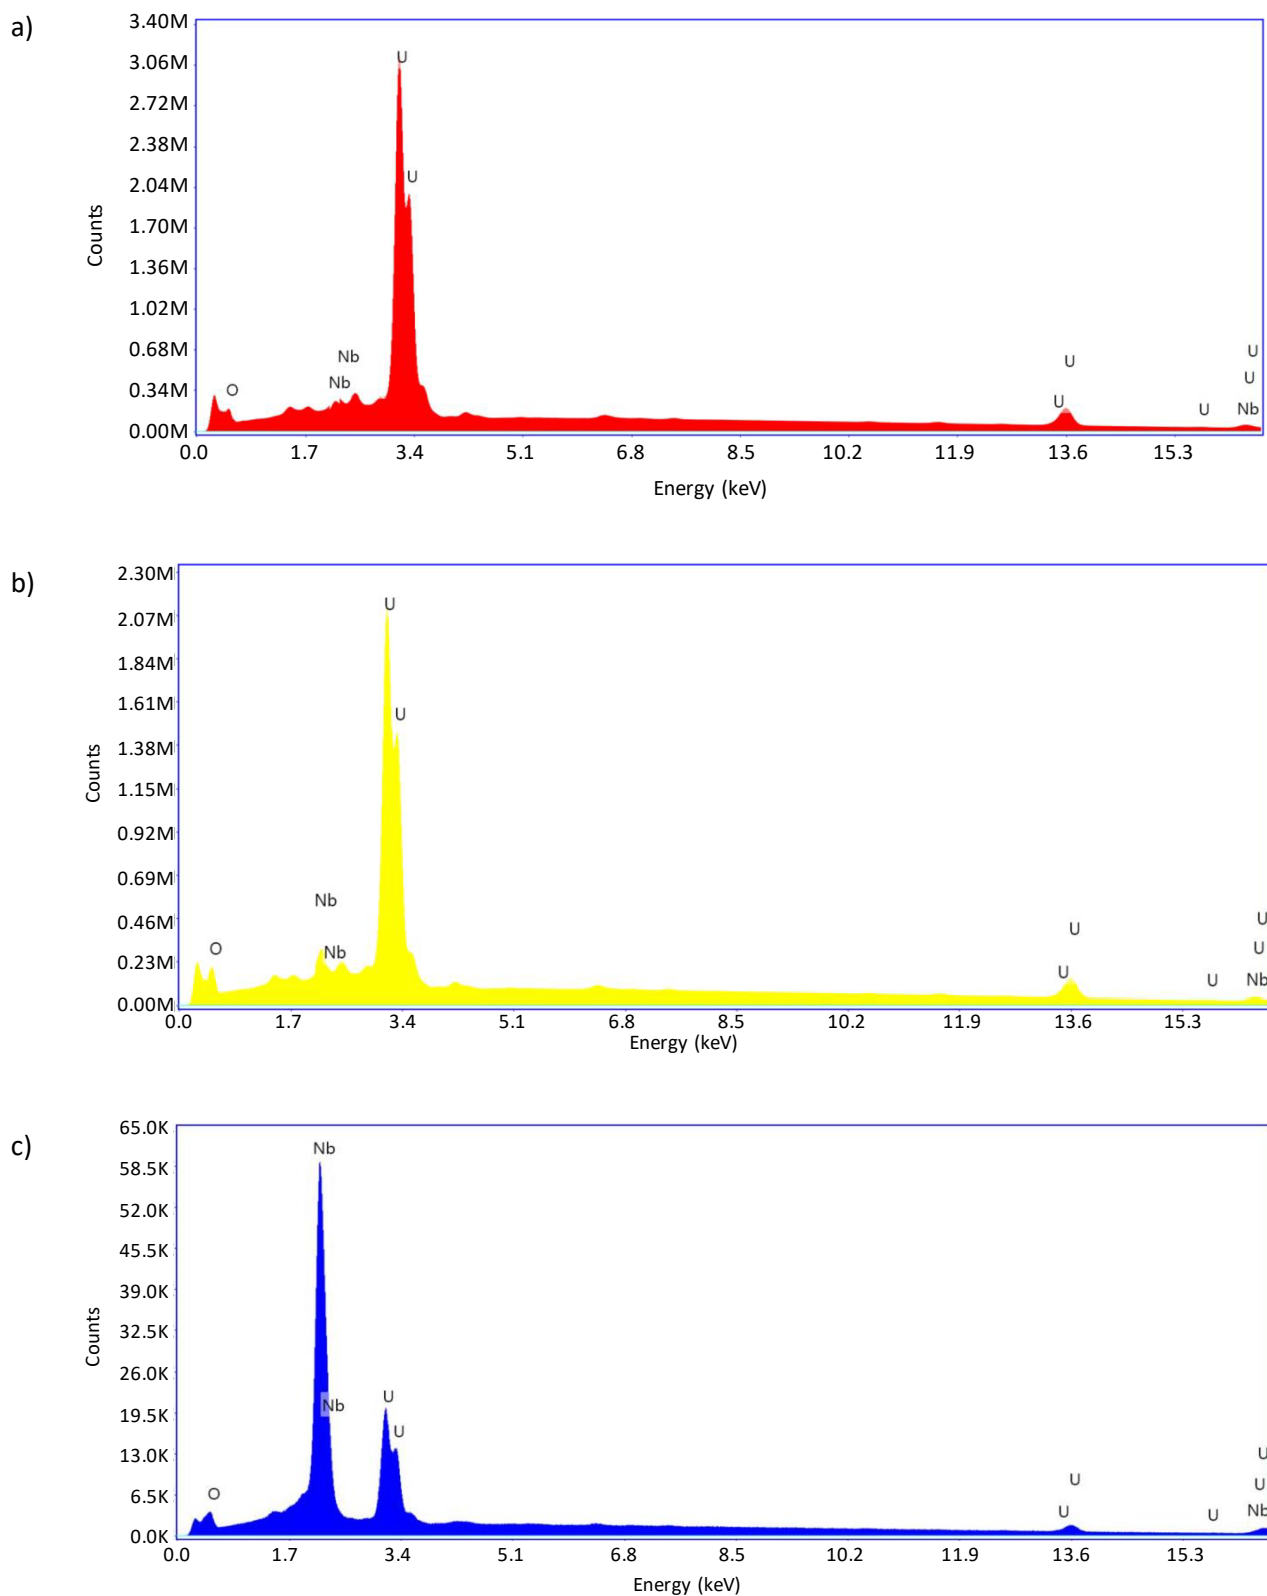 a)
3.40M
3.06M
2.72M
2.38M
2.04M
1.70M
1.36M
1.02M
0.68M
0.34M
0.00M
Counts
U
U
Nb
Nb
O
U
U
U
U
U
Nb
0.0 1.7 3.4 5.1 6.8 8.5 10.2 11.9 13.6 15.3
Energy (keV)
b)
2.30M
2.07M
1.84M
1.61M
1.38M
1.15M
0.92M
0.69M
0.46M
0.23M
0.00M
Counts
U
U
Nb
Nb
O
U
U
U
U
U
Nb
0.0 1.7 3.4 5.1 6.8 8.5 10.2 11.9 13.6 15.3
Energy (keV)
c)
65.0K
58.5K
52.0K
45.5K
39.0K
32.5K
26.0K
19.5K
13.0K
6.5K
0.0K
Counts
Nb
Nb
U
U
O
U
U
U
U
U
Nb
0.0 1.7 3.4 5.1 6.8 8.5 10.2 11.9 13.6 15.3
Energy (keV)